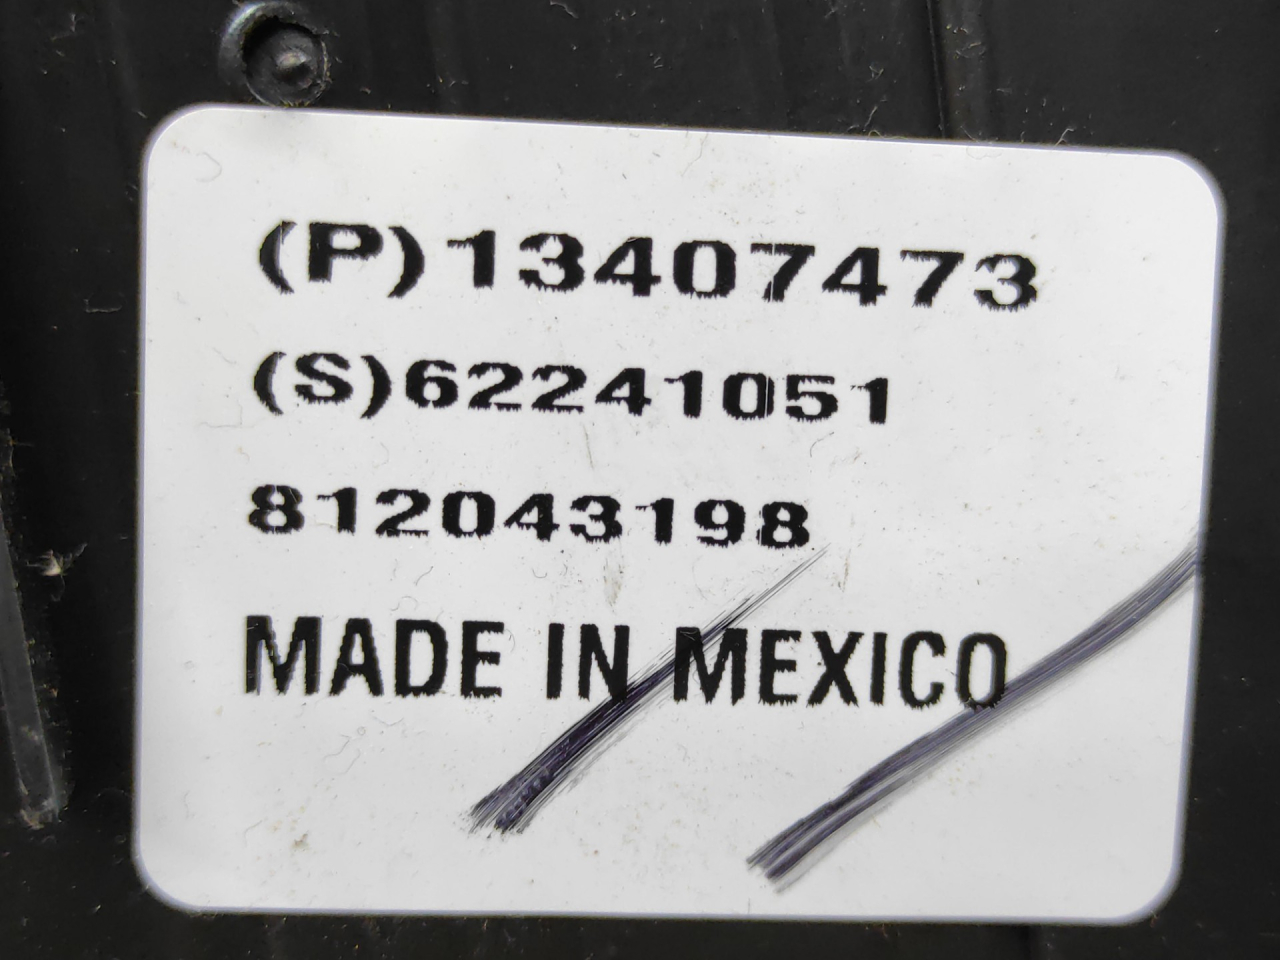 (P)13407473
(S)62241051
812043198
MADE IN MEXICO